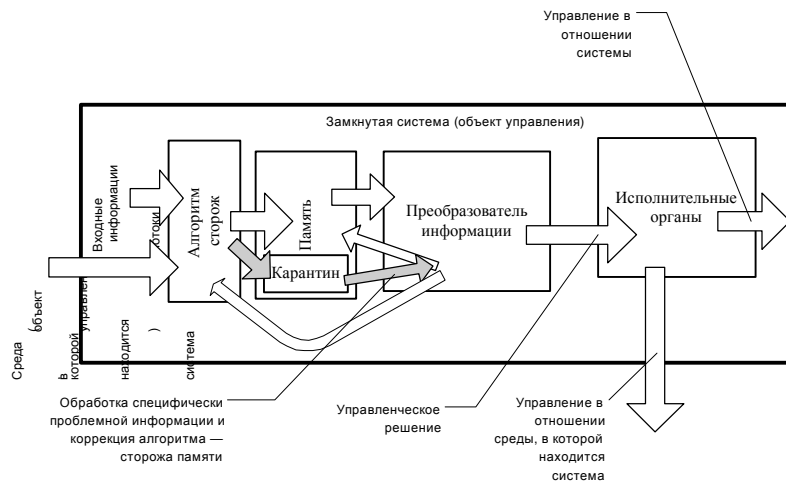 Управление в
отношении
системы
Замкнутая система (объект управления)
Входные
информации
потоки
Алгоритм
сторож
Память
Карантин
Преобразователь
информации
Исполнительные
органы
Среда (объект
управлен
в
которой
находится
)
система
Обработка специфически
проблемной информации и
коррекция алгоритма —
сторожа памяти
Управленческое
решение
Управление в
отношении
среды, в которой
находится
система